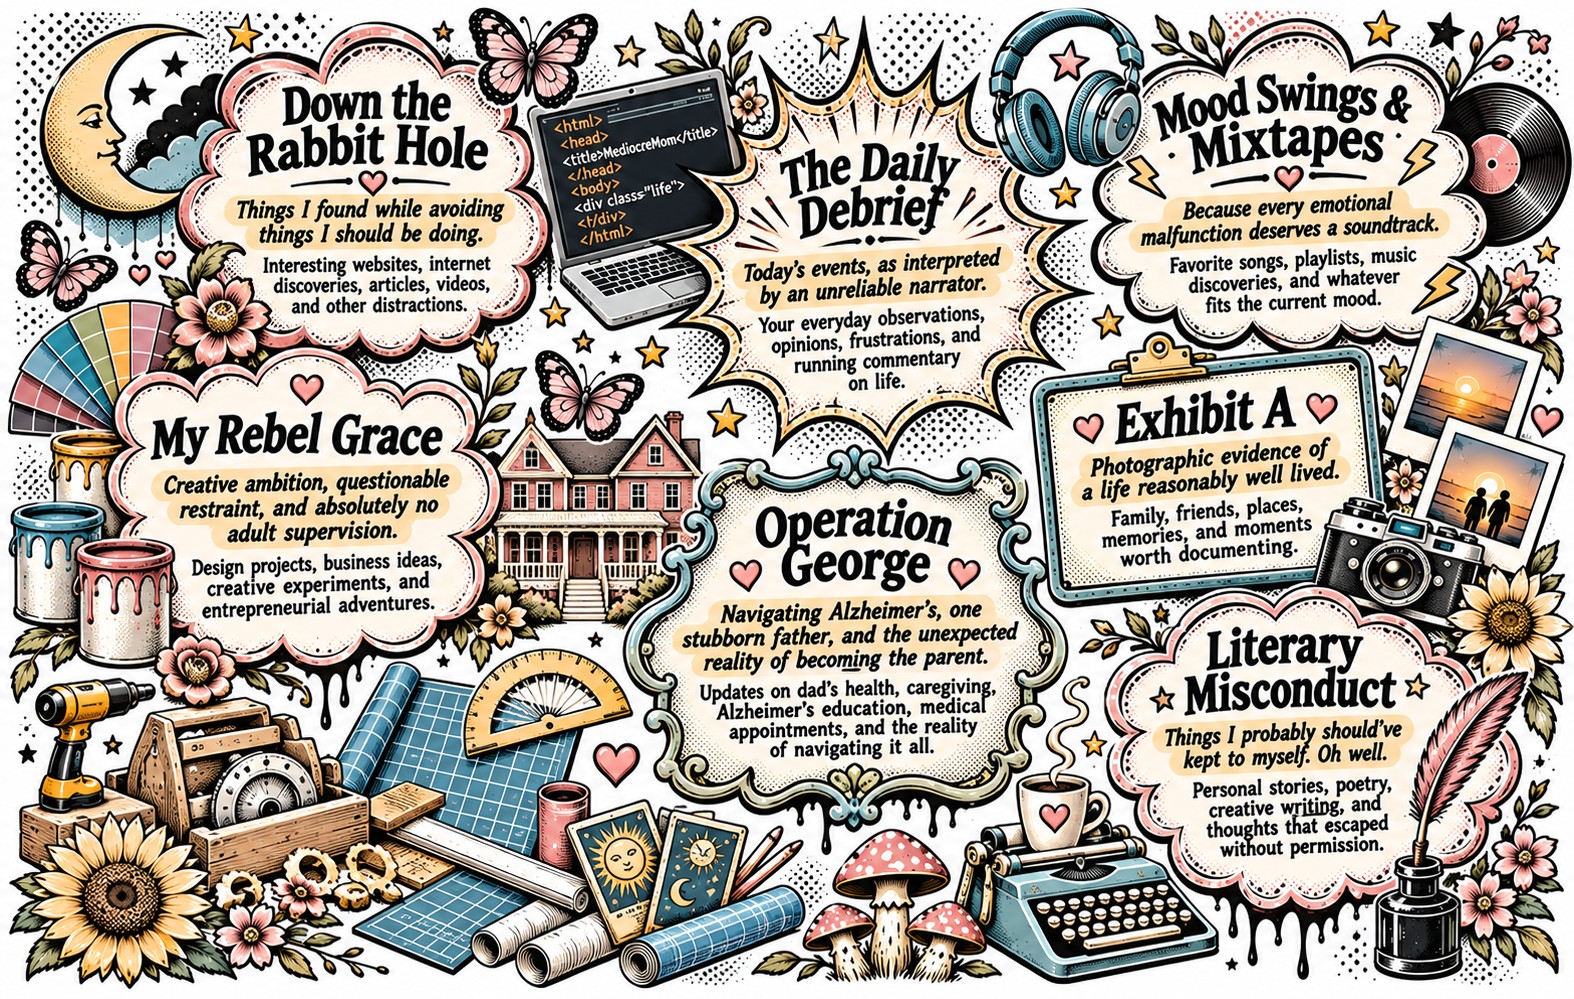 Down the
Rabbit Hole
Things I found while avoiding
things I should be doing.
Interesting websites, internet
discoveries, articles, videos,
and other distractions.
<html>
<head>
<title>MediocreMom</title>
</.head>
<body>
<div class="life">
<f/div>
</html>
The Daily
Debrief
Today's events, as interpreted
by an unreliable narrator.
Your everyday observations,
opinions, frustrations, and
running commentary
on life.
Mood Swings &
Mixtapes
Because every emotional
malfunction deserves a soundtrack.
Favorite songs, playlists, music
discoveries, and whatever
fits the current mood.
My Rebel Grace
Creative ambition, questionable
restraint, and absolutely no
adult supervision.
Design projects, business ideas,
creative experiments, and
entrepreneurial adventures.
Operation
George
Navigating Alzheimer's, one
stubborn father, and the unexpected
reality of becoming the parent.
Updates on dad's health, caregiving,
Alzheimer's education, medical
appointments, and the reality
of navigating it all.
Exhibit A
Photographic evidence of
a life reasonably well lived.
Family, friends, places,
memories, and moments
worth documenting.
Literary
Misconduct
Things I probably should've
kept to myself. Oh well.
Personal stories, poetry,
creative writing, and
thoughts that escaped
without permission.